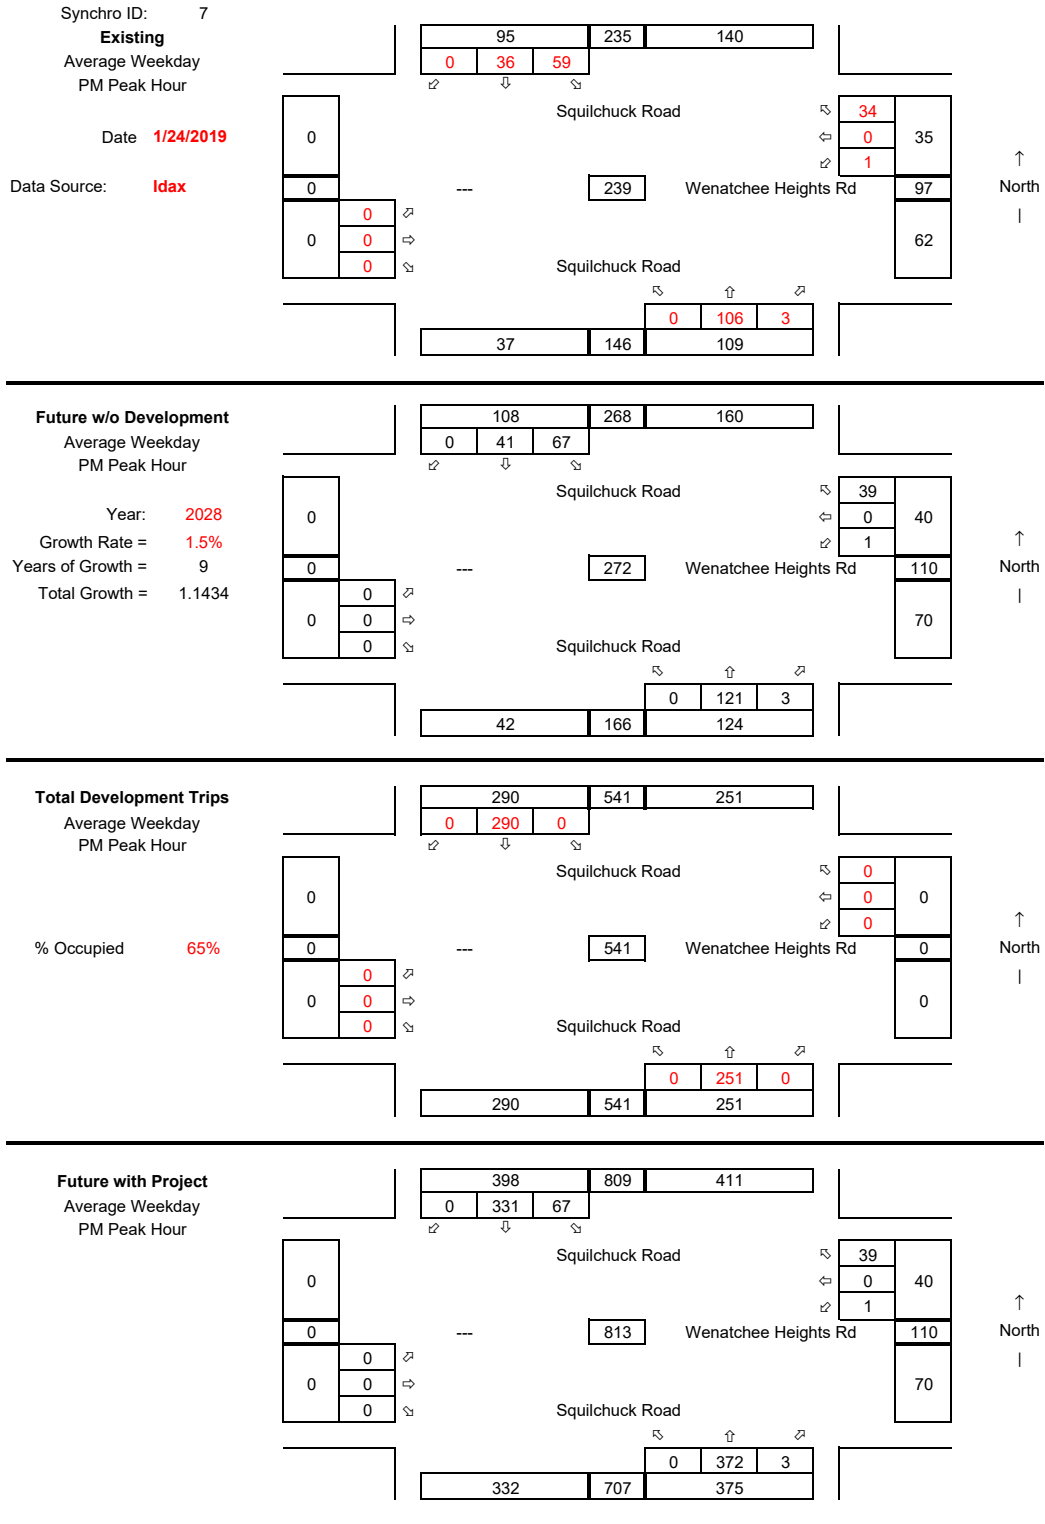 Synchro ID: 7
Existing 95 235 140
Average Weekday 0 36 59
PM Peak Hour
Squilchuck Road 34
Date 1/24/2019 0 0 35
1
Data Source: Idax 0 --- 239 Wenatchee Heights Rd 97 North
0
0 0 62
0 Squilchuck Road
0 106 3
37 146 109
Future w/o Development 108 268 160
Average Weekday 0 41 67
PM Peak Hour
Squilchuck Road 39
Year: 2028 0 0 40
Growth Rate = 1.5% 1
Years of Growth = 9 0 --- 272 Wenatchee Heights Rd 110 North
Total Growth = 1.1434 0
0 0 70
0 Squilchuck Road
0 121 3
42 166 124
Total Development Trips 290 541 251
Average Weekday 0 290 0
PM Peak Hour
Squilchuck Road 0
0 0 0
0
% Occupied 65% 0 --- 541 Wenatchee Heights Rd 0 North
0
0 0 0
0 Squilchuck Road
0 251 0
290 541 251
Future with Project 398 809 411
Average Weekday 0 331 67
PM Peak Hour
Squilchuck Road 39
0 0 40
1
0 --- 813 Wenatchee Heights Rd 110 North
0
0 0 70
0 Squilchuck Road
0 372 3
332 707 375